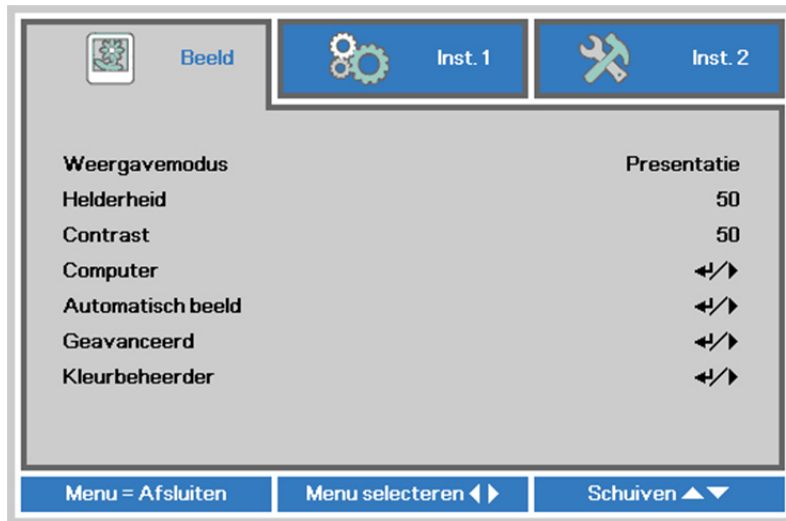 Beeld Inst. 1 Inst. 2
Weergavemodus Presentatie
Helderheid 50
Contrast 50
Computer ↵/▶
Automatisch beeld ↵/▶
Geavanceerd ↵/▶
Kleurbeheerder ↵/▶
Menu = Afsluiten Menu selecteren ◀▶ Schuiven ▲▼